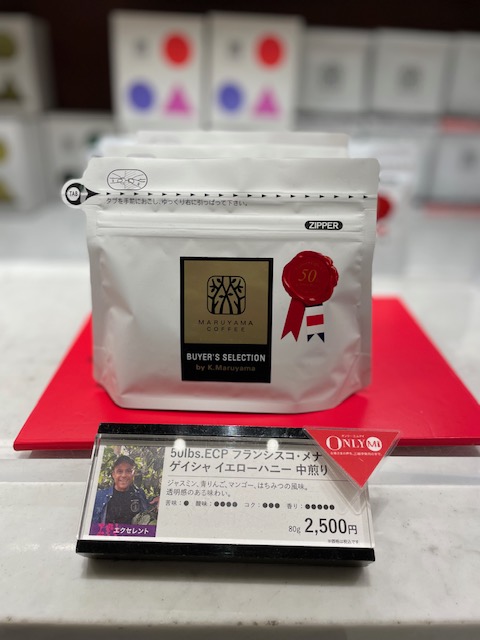 TAB
タブを手前におこし、ゆっくり右に引っぱって下さい。
ZIPPER
50
MARUYAMA
COFFEE
BUYER'S SELECTION
by K.Maruyama
50lbs.ECP フランシスコ・メナ
ゲイシャ イエローハニー 中煎り
ONLY MI
ジャスミン、青りんご、マンゴー、はちみつの風味。
透明感のある味わい。
苦味：● 酸味：●●●● コク：●●● 香り：●●●●●
エクセレント
80g 2,500円